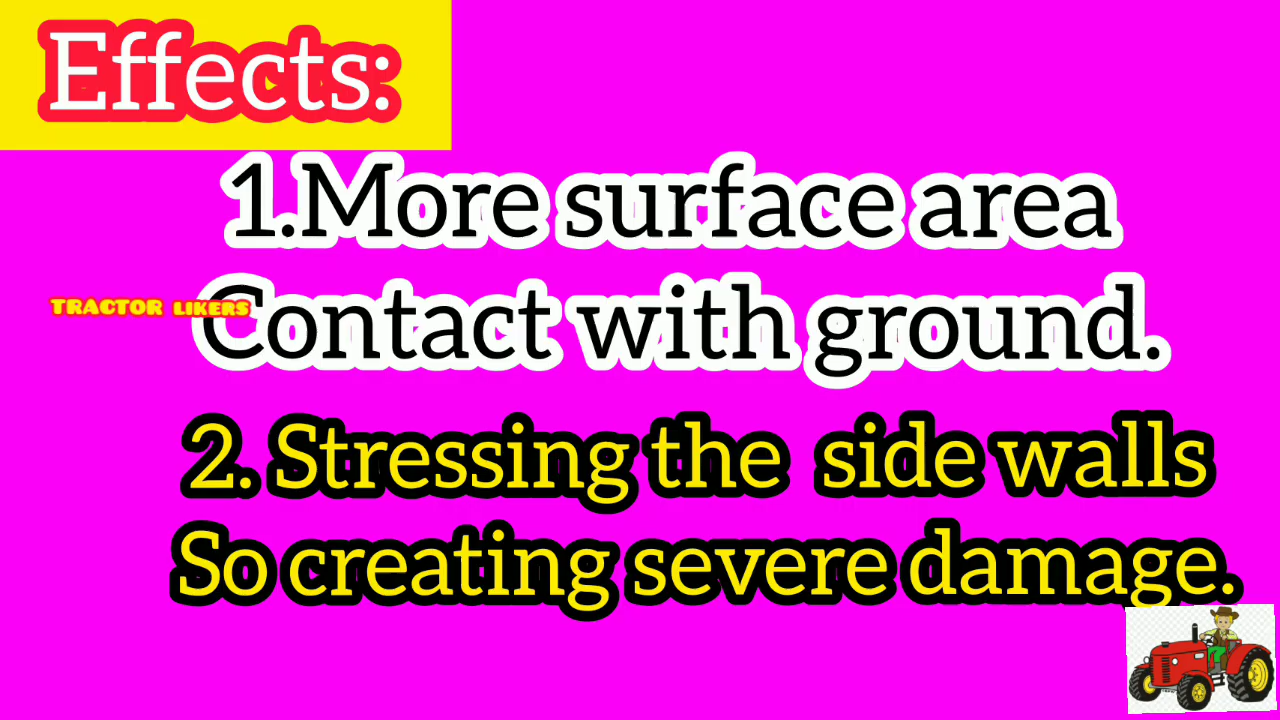 Effects:
1.More surface area
TRACTOR LIKERS
Contact with ground.
2. Stressing the side walls
So creating severe damage.